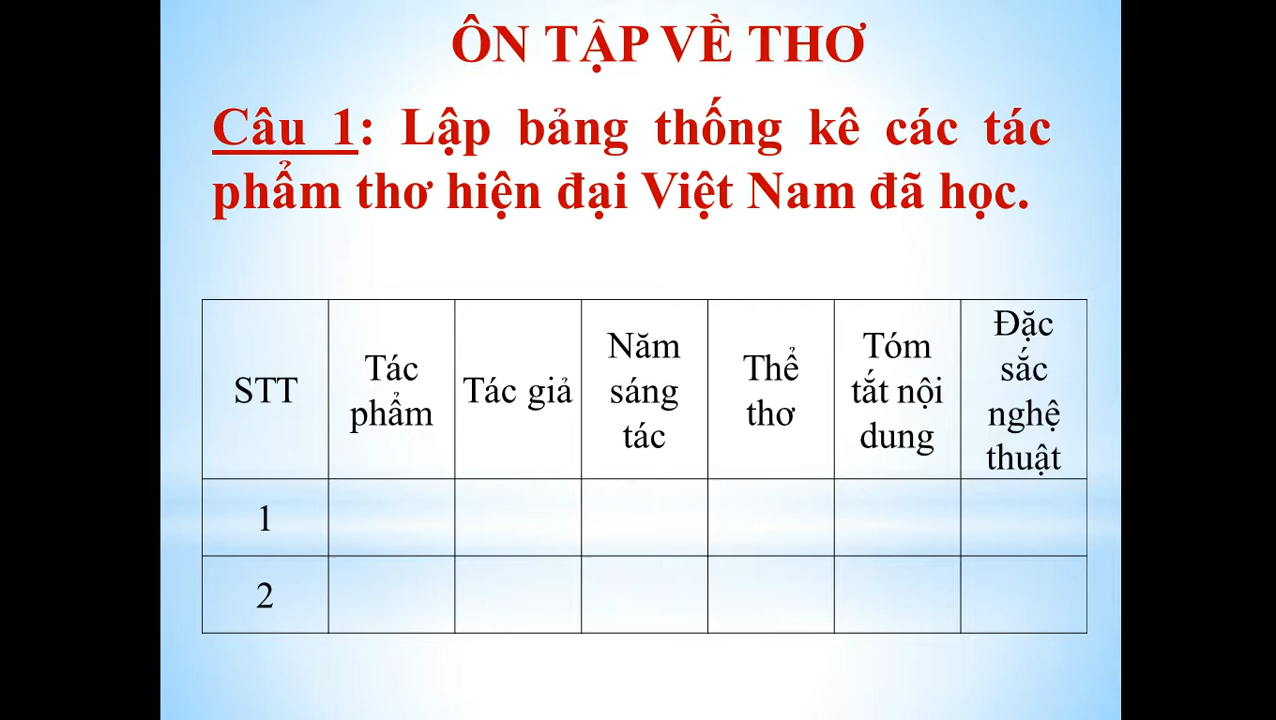 ÔN TẬP VỀ THƠ
Câu 1: Lập bảng thống kê các tác
phẩm thơ hiện đại Việt Nam đã học.
STT
Tác
phẩm
Tác giả
Năm
sáng
tác
Thể
thơ
Tóm
tắt nội
dung
Đặc
sắc
nghệ
thuật
1
2